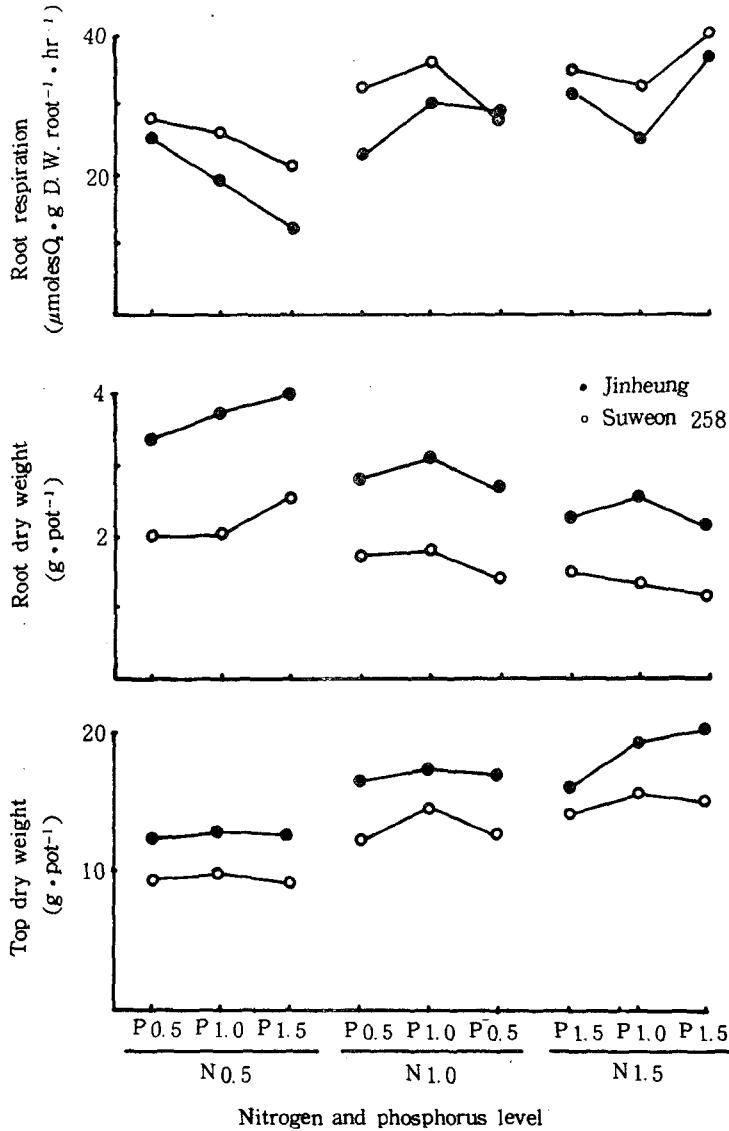 Root respiration
(μmolesO₂•g D.W. root⁻¹•hr⁻¹)
40
20
Root dry weight
(g•pot⁻¹)
4
2
• Jinheung
○ Suweon 258
Top dry weight
(g•pot⁻¹)
20
10
P 0.5 P 1.0 P 1.5 P 0.5 P 1.0 P 0.5 P 1.5 P 1.0 P 1.5
N 0.5 N 1.0 N 1.5
Nitrogen and phosphorus level